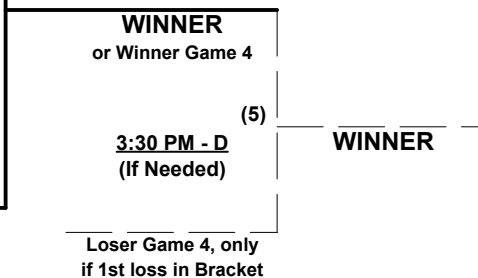 WINNER
or Winner Game 4
(5)
3:30 PM - D
WINNER
(If Needed)
Loser Game 4, only
if 1st loss in Bracket